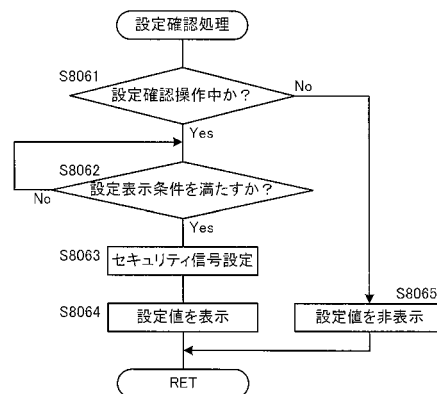 設定確認処理
S8061
設定確認操作中か？
No
Yes
S8062
設定表示条件を満たすか？
No
Yes
S8063
セキュリティ信号設定
S8064
設定値を表示
S8065
設定値を非表示
RET